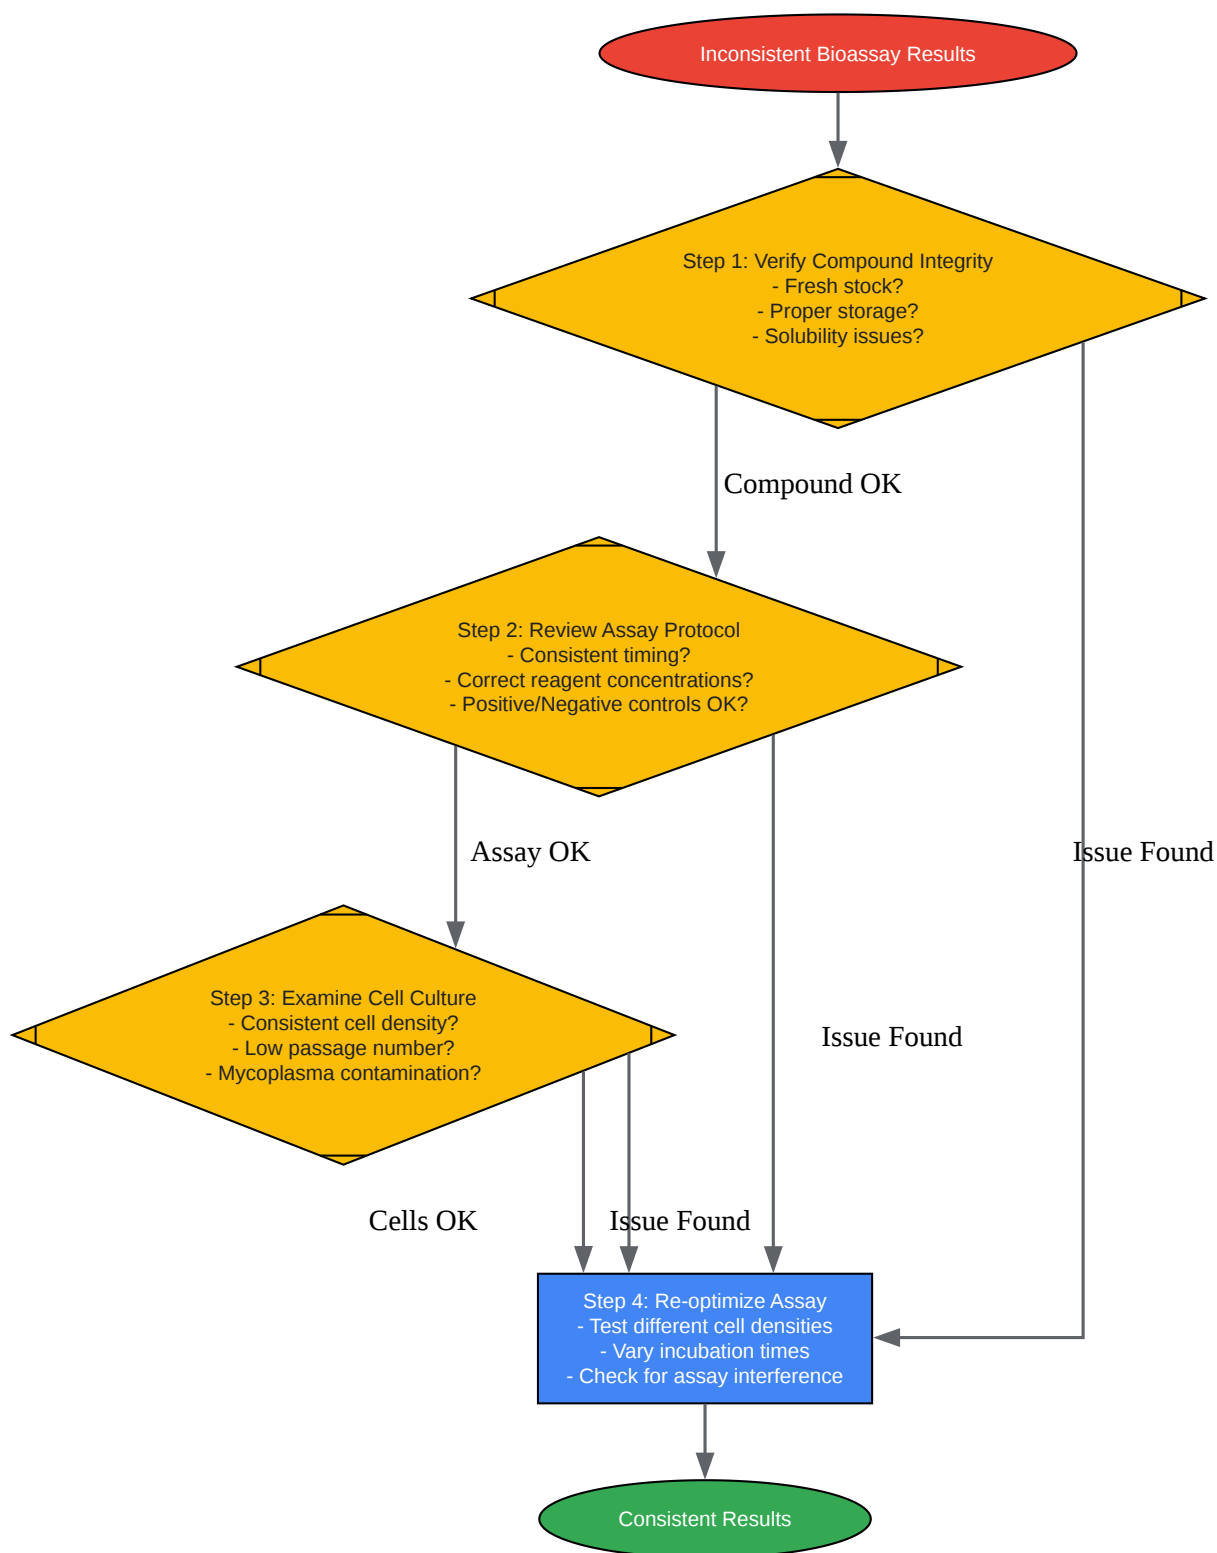 Inconsistent Bioassay Results
Step 1: Verify Compound Integrity
- Fresh stock?
- Proper storage?
- Solubility issues?
Compound OK
Step 2: Review Assay Protocol
- Consistent timing?
- Correct reagent concentrations?
- Positive/Negative controls OK?
Assay OK
Issue Found
Step 3: Examine Cell Culture
- Consistent cell density?
- Low passage number?
- Mycoplasma contamination?
Issue Found
Cells OK
Issue Found
Step 4: Re-optimize Assay
- Test different cell densities
- Vary incubation times
- Check for assay interference
Consistent Results